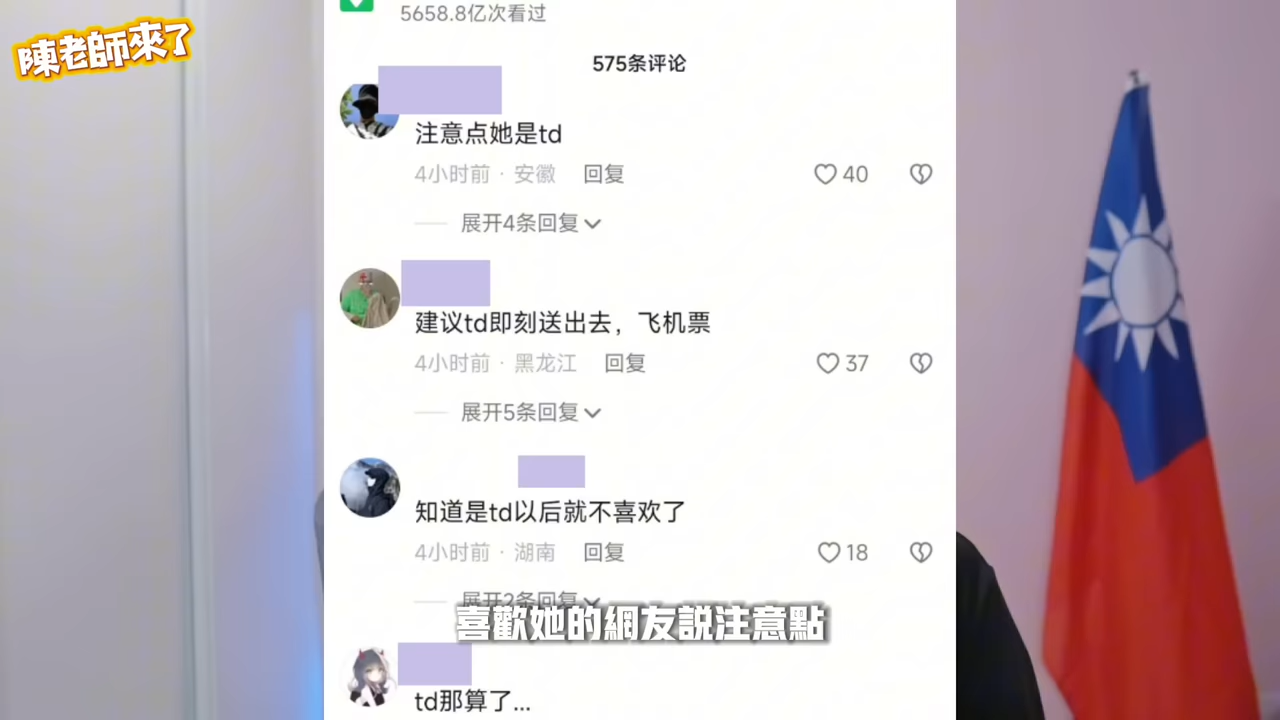 陳老師來了
5658.8亿次看过
575条评论
注意点她是td
4小时前 · 安徽 回复
40
展开4条回复
建议td即刻送出去，飞机票
4小时前 · 黑龙江 回复
37
展开5条回复
知道是td以后就不喜欢了
4小时前 · 湖南 回复
18
展开2条回复
喜歡她的網友説注意點
td那算了...